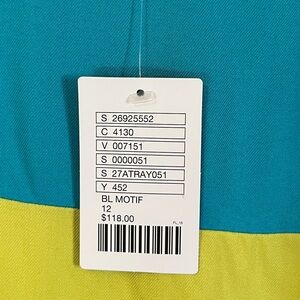 S 26925552
C 4130
V 007151
S 0000051
S 27ATRAY051
Y 452
BL MOTIF
12
$118.00